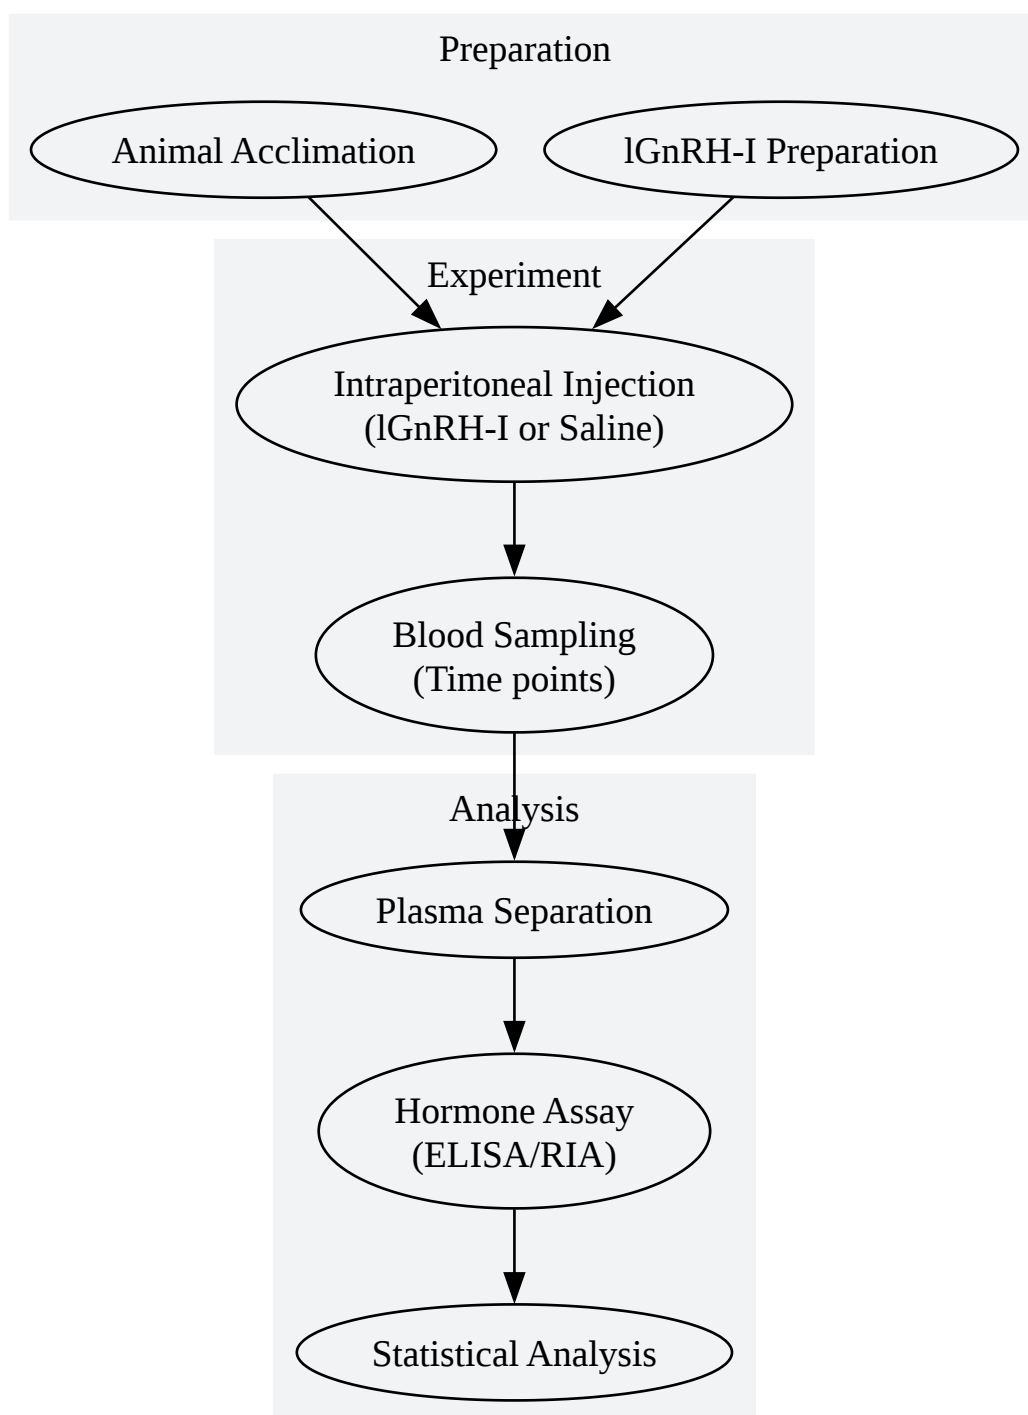 Preparation
Animal Acclimation
lGnRH-I Preparation
Experiment
Intraperitoneal Injection
(lGnRH-I or Saline)
Blood Sampling
(Time points)
Analysis
Plasma Separation
Hormone Assay
(ELISA/RIA)
Statistical Analysis